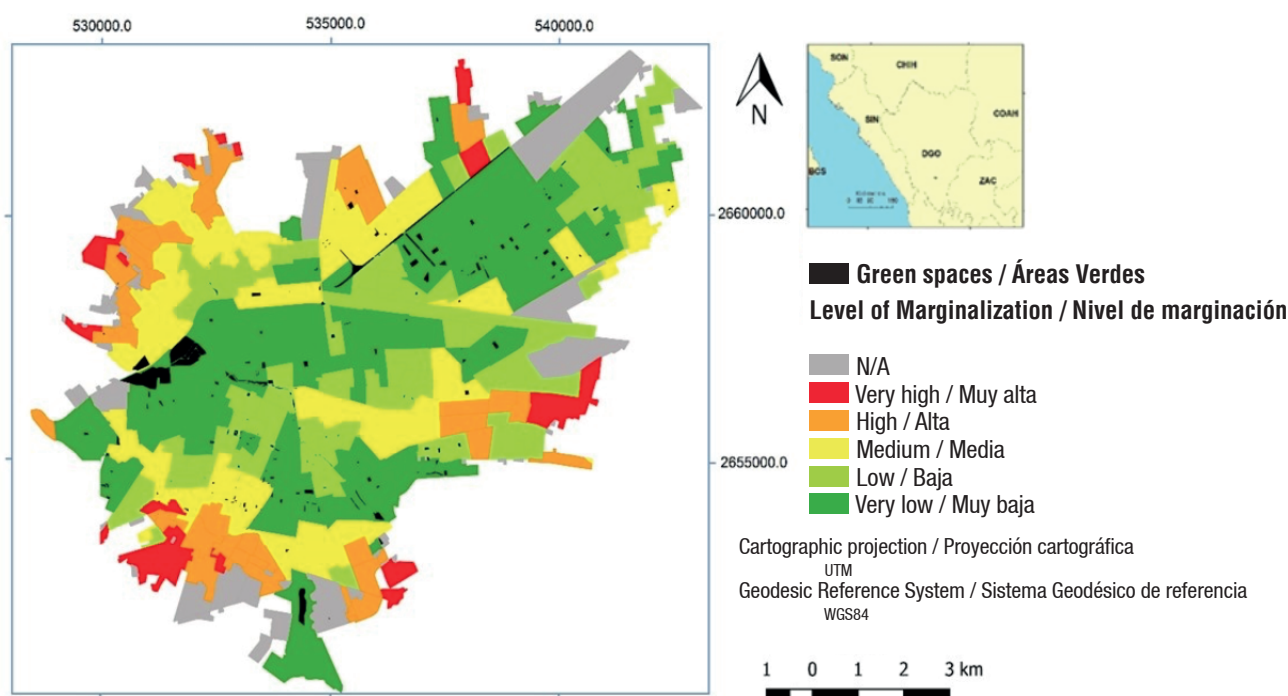 530000.0 535000.0 540000.0
2660000.0
2655000.0
N
SON
CHIH
COAH
SIN
DGO
BCS
ZAC
Green spaces / Áreas Verdes
Level of Marginalization / Nivel de marginación
N/A
Very high / Muy alta
High / Alta
Medium / Media
Low / Baja
Very low / Muy baja
Cartographic projection / Proyección cartográfica
UTM
Geodesic Reference System / Sistema Geodésico de referencia
WGS84
1 0 1 2 3 km